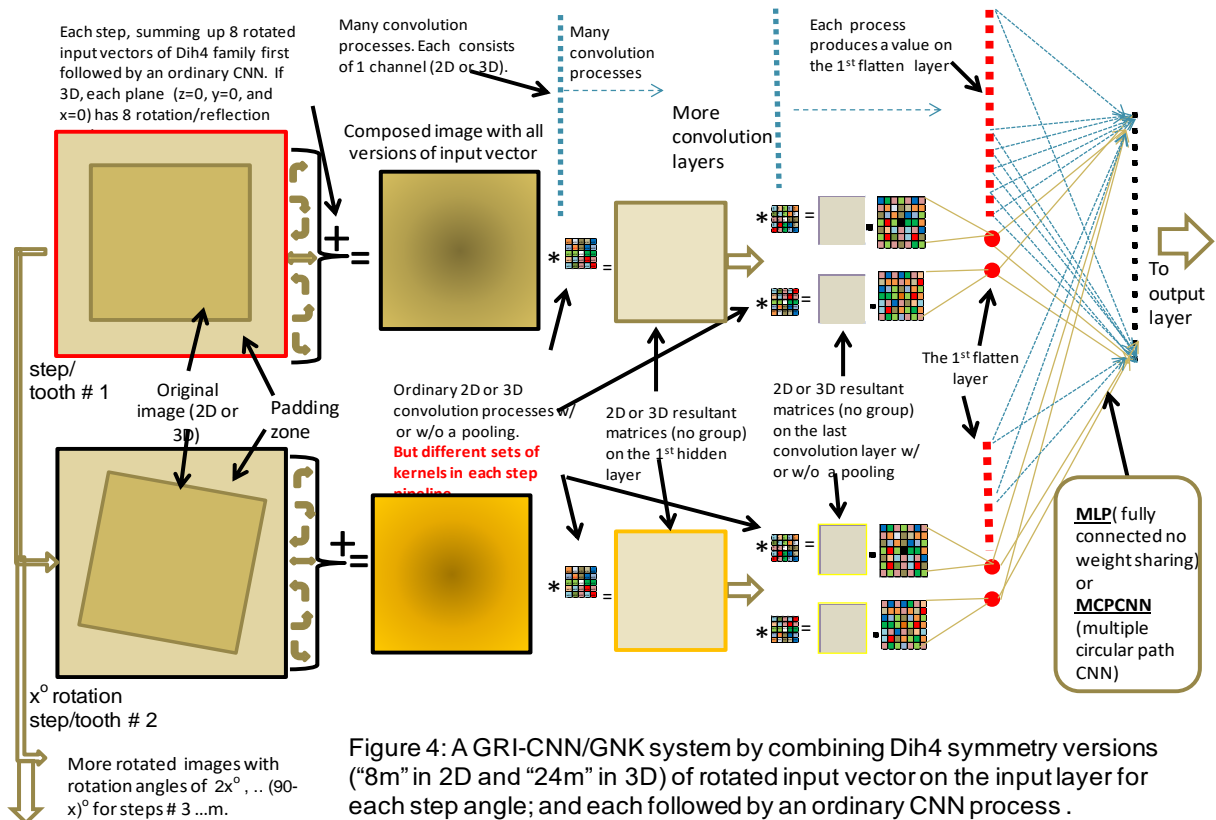 Each step, summing up 8 rotated
input vectors of Dih4 family first
followed by an ordinary CNN. If
3D, each plane (z=0, y=0, and
x=0) has 8 rotation/reflection
Many convolution
processes. Each consists
of 1 channel (2D or 3D).
Many
convolution
processes
Each process
produces a value on
the 1st flatten layer
More
convolution
layers
Composed image with all
versions of input vector
+
=
*
=
*
=
*
=
To
output
layer
step/
tooth # 1
Original
image (2D or
3D)
Padding
zone
Ordinary 2D or 3D
convolution processes w/
or w/o a pooling.
But different sets of
kernels in each step
pipeline
2D or 3D resultant
matrices (no group)
on the 1st hidden
layer
2D or 3D resultant
matrices (no group)
on the last
convolution layer w/
or w/o a pooling
The 1st flatten
layer
+
=
*
=
*
=
*
=
MLP( fully
connected no
weight sharing)
or
MCPCNN
(multiple
circular path
CNN)
xo rotation
step/tooth # 2
More rotated images with
rotation angles of 2xo , .. (90-
x)o for steps # 3 ...m.
Figure 4: A GRI-CNN/GNK system by combining Dih4 symmetry versions
(“8m” in 2D and “24m” in 3D) of rotated input vector on the input layer for
each step angle; and each followed by an ordinary CNN process .